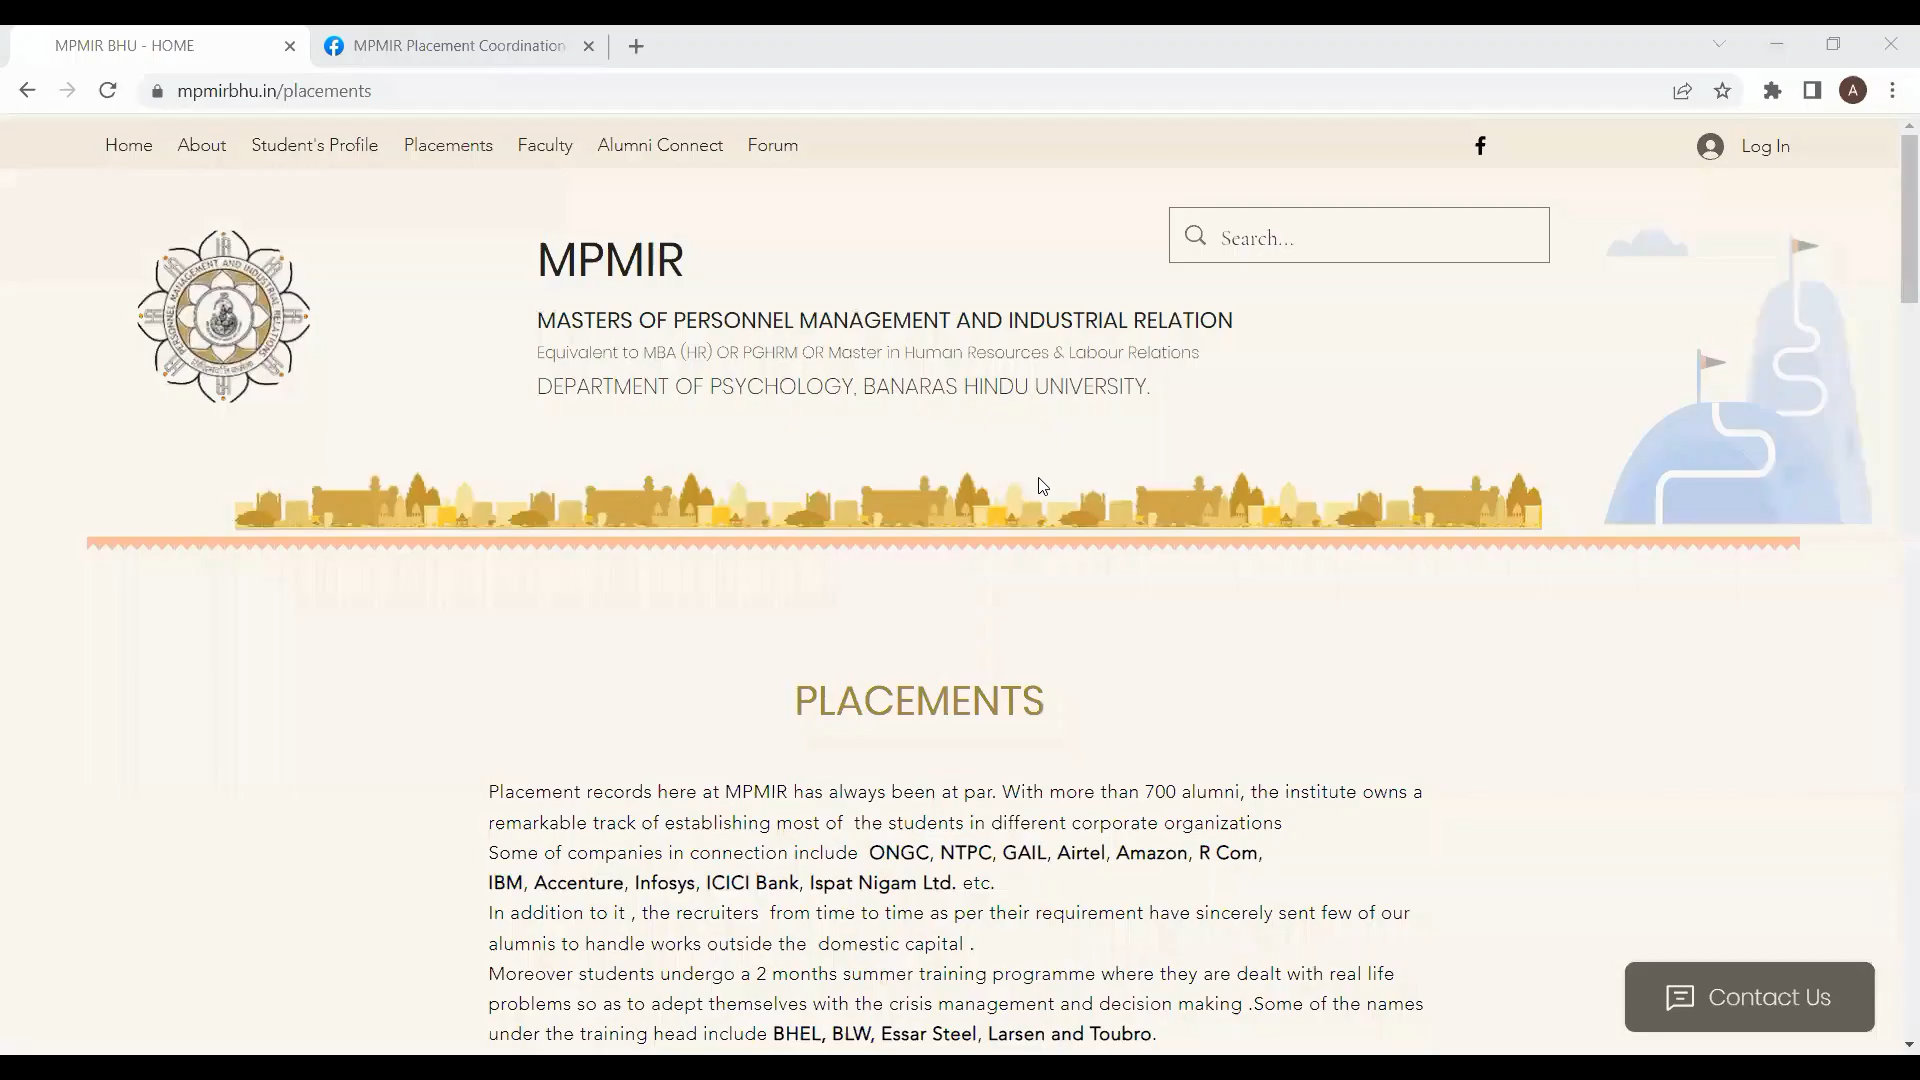 MPMIR BHU - HOME
MPMIR Placement Coordination
mpmirbhu.in/placements
A
Home About Student's Profile Placements Faculty Alumni Connect Forum
Log In
Search...
MPMIR
MASTERS OF PERSONNEL MANAGEMENT AND INDUSTRIAL RELATION
Equivalent to MBA (HR) OR PGHRM OR Master in Human Resources & Labour Relations
DEPARTMENT OF PSYCHOLOGY, BANARAS HINDU UNIVERSITY.
PERSONNEL MANAGEMENT AND INDUSTRIAL RELATIONS
PLACEMENTS
Placement records here at MPMIR has always been at par. With more than 700 alumni, the institute owns a
remarkable track of establishing most of the students in different corporate organizations
Some of companies in connection include ONGC, NTPC, GAIL, Airtel, Amazon, R Com,
IBM, Accenture, Infosys, ICICI Bank, Ispat Nigam Ltd. etc.
In addition to it , the recruiters from time to time as per their requirement have sincerely sent few of our
alumnis to handle works outside the domestic capital .
Moreover students undergo a 2 months summer training programme where they are dealt with real life
problems so as to adept themselves with the crisis management and decision making .Some of the names
under the training head include BHEL, BLW, Essar Steel, Larsen and Toubro.
Contact Us